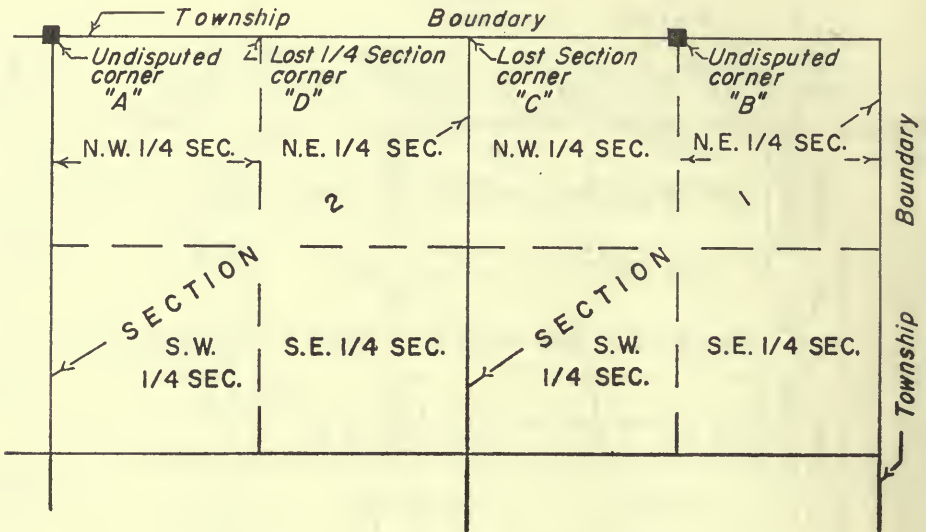 Township Boundary
Undisputed
corner
"A"
Lost 1/4 Section
corner
"D"
Lost Section
corner
"C"
Undisputed
corner
"B"
N.W. 1/4 SEC.
N.E. 1/4 SEC.
N.W. 1/4 SEC.
N.E. 1/4 SEC.
2
1
SECTION
SECTION
S.W.
1/4 SEC.
S.E. 1/4 SEC.
S.W.
1/4 SEC.
S.E. 1/4 SEC.
Boundary
Township